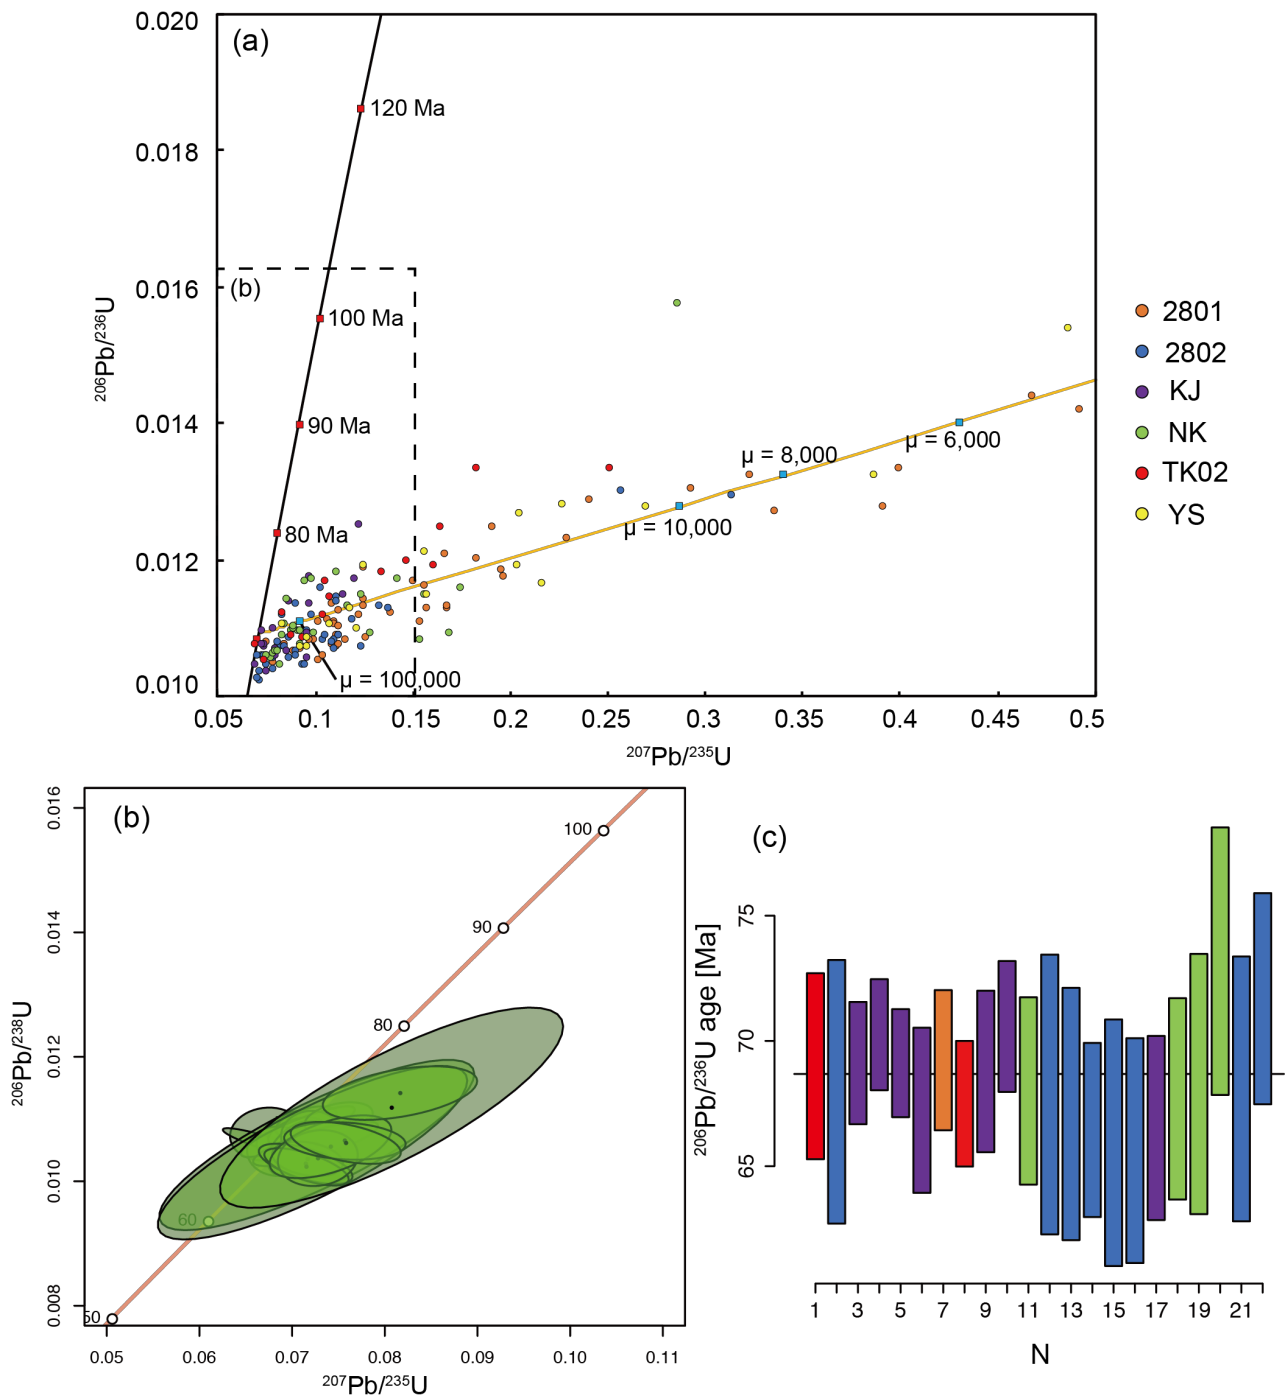 (a)
0.020
0.018
0.016
0.014
0.012
0.010
²⁰⁶Pb/²³⁶U
120 Ma
100 Ma
90 Ma
80 Ma
(b)
μ = 6,000
μ = 8,000
μ = 10,000
μ = 100,000
0.05 0.1 0.15 0.2 0.25 0.3 0.35 0.4 0.45 0.5
²⁰⁷Pb/²³⁵U
2801
2802
KJ
NK
TK02
YS
(b)
0.016
0.014
0.012
0.010
0.008
²⁰⁶Pb/²³⁸U
100
90
80
60
50
0.05 0.06 0.07 0.08 0.09 0.10 0.11
²⁰⁷Pb/²³⁵U
(c)
75
70
65
²⁰⁶Pb/²³⁶U age [Ma]
1 3 5 7 9 11 13 15 17 19 21
N